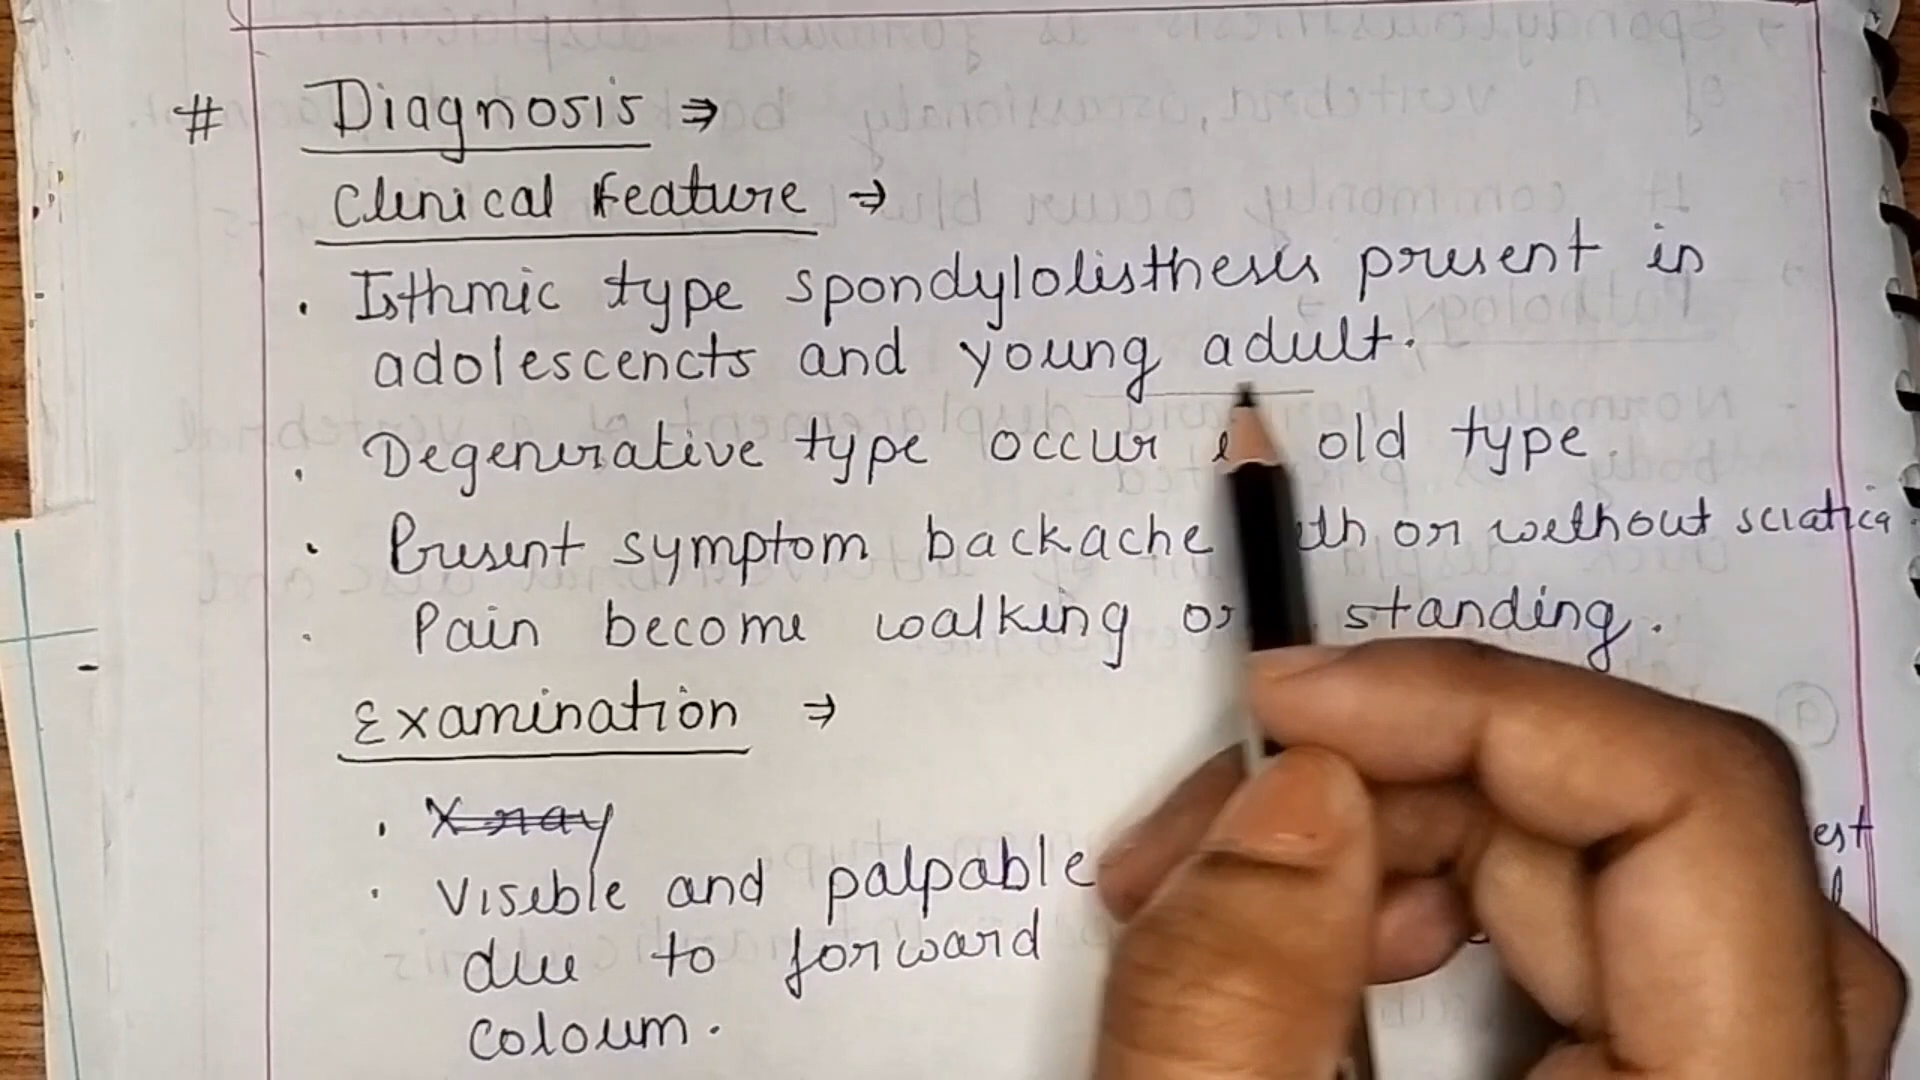 # Diagnosis ⇒
Clinical Feature →
. Isthmic type spondylolisthesis present in
adolescencts and young adult.
. Degenerative type occur old type.
. Present symptom backache or without sciatica
. Pain become walking or standing.
Examination ⇒
. X-ray
. Visible and palpable est
due to forward
coloum.